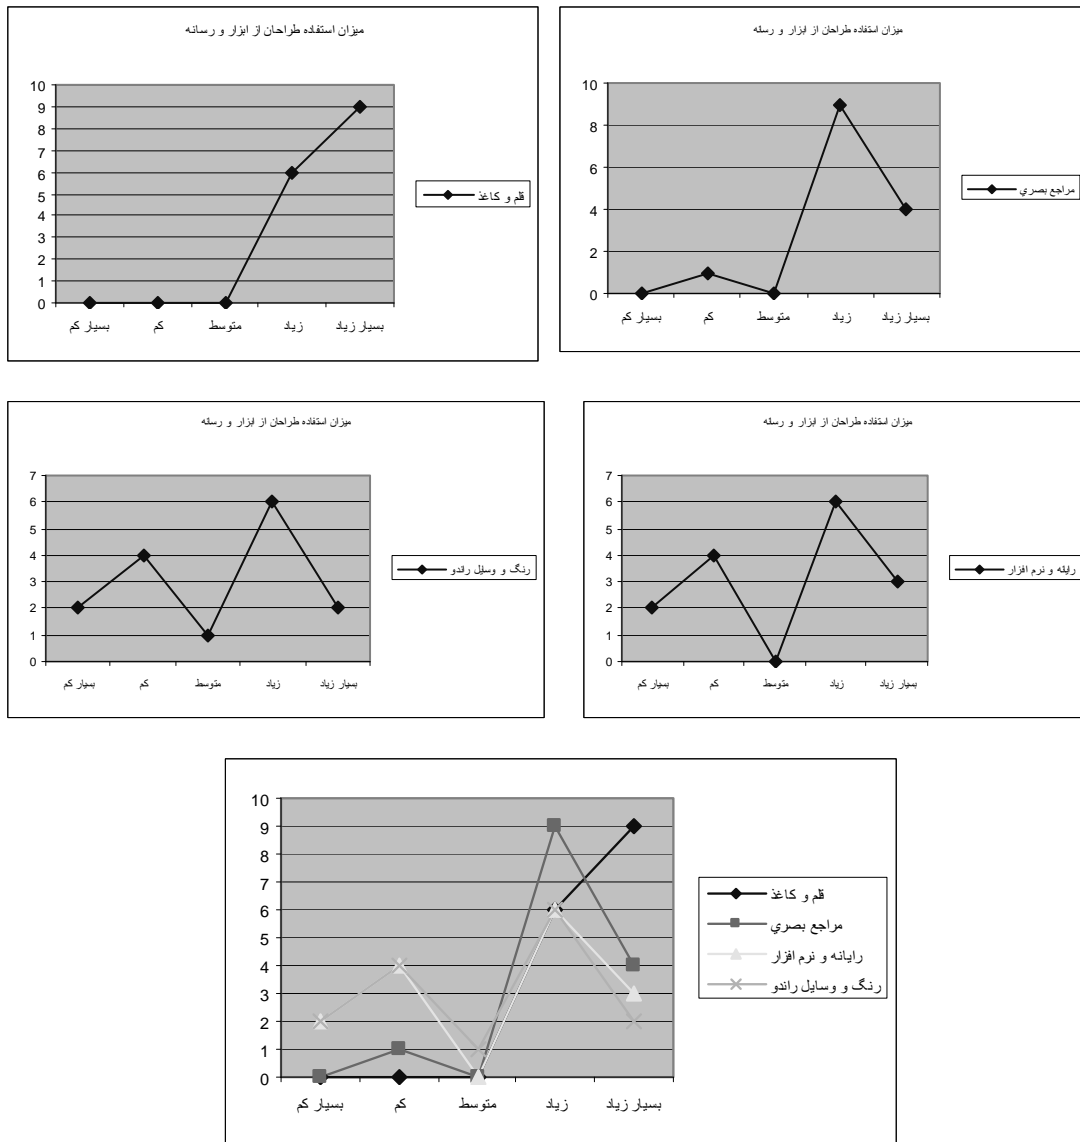 میزان استفاده طراحان از ابزار و رسانه
10
9
8
7
6
5
4
3
2
1
0
بسیار کم
کم
متوسط
زیاد
بسیار زیاد
قلم و کاغذ
میزان استفاده طراحان از ابزار و رسانه
10
8
6
4
2
0
بسیار کم
کم
متوسط
زیاد
بسیار زیاد
مراجع بصري
میزان استفاده طراحان از ابزار و رسانه
7
6
5
4
3
2
1
0
بسیار کم
کم
متوسط
زیاد
بسیار زیاد
رنگ و وسایل راندو
میزان استفاده طراحان از ابزار و رسانه
7
6
5
4
3
2
1
0
بسیار کم
کم
متوسط
زیاد
بسیار زیاد
رایانه و نرم افزار
10
9
8
7
6
5
4
3
2
1
0
بسیار کم
کم
متوسط
زیاد
بسیار زیاد
قلم و کاغذ
مراجع بصري
رایانه و نرم افزار
رنگ و وسایل راندو